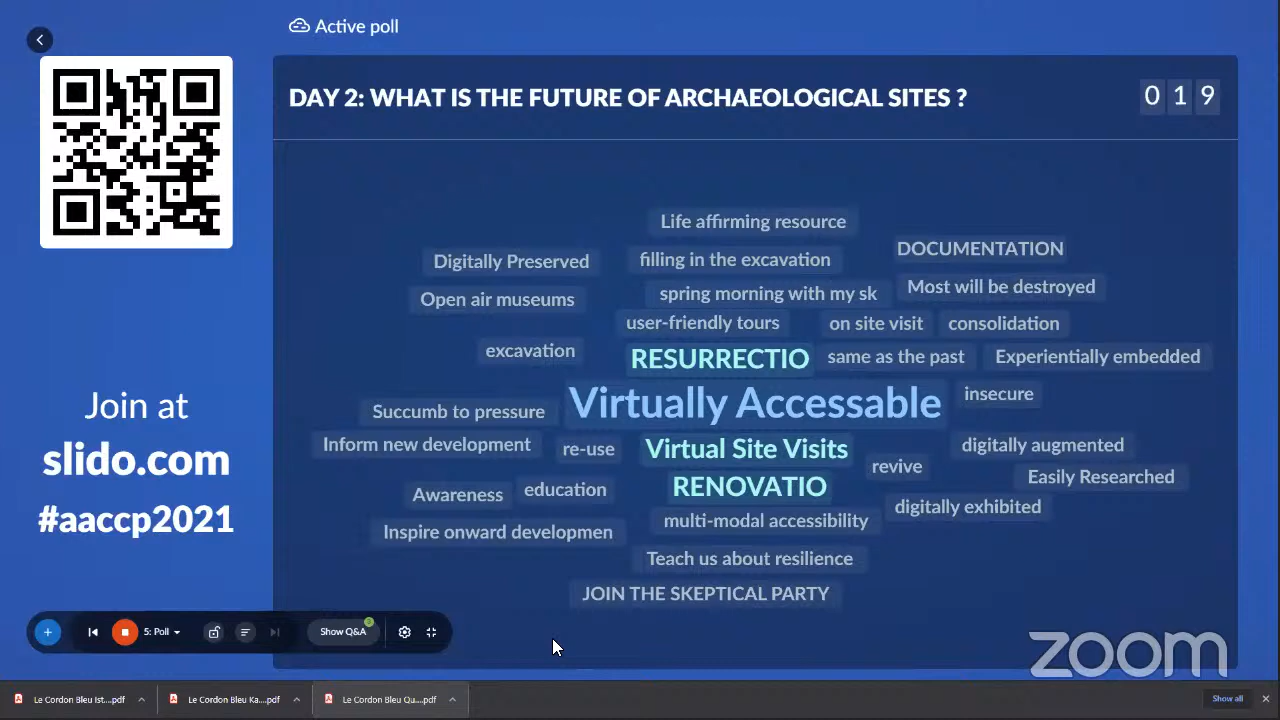 Active poll
DAY 2: WHAT IS THE FUTURE OF ARCHAEOLOGICAL SITES ?
0 1 9
Life affirming resource
DOCUMENTATION
Digitally Preserved
filling in the excavation
Most will be destroyed
Open air museums
spring morning with my sk
user-friendly tours
on site visit
consolidation
excavation
RESURRECTIO
same as the past
Experientially embedded
Virtually Accessable
insecure
Succumb to pressure
Inform new development
re-use
Virtual Site Visits
digitally augmented
revive
Easily Researched
Awareness
education
RENOVATIO
digitally exhibited
multi-modal accessibility
Inspire onward developmen
Teach us about resilience
JOIN THE SKEPTICAL PARTY
Join at
slido.com
#aaccp2021
5: Poll
Show Q&A
zoom
Le Cordon Bleu Ist....pdf
Le Cordon Bleu Ka....pdf
Le Cordon Bleu Qu....pdf
Show all